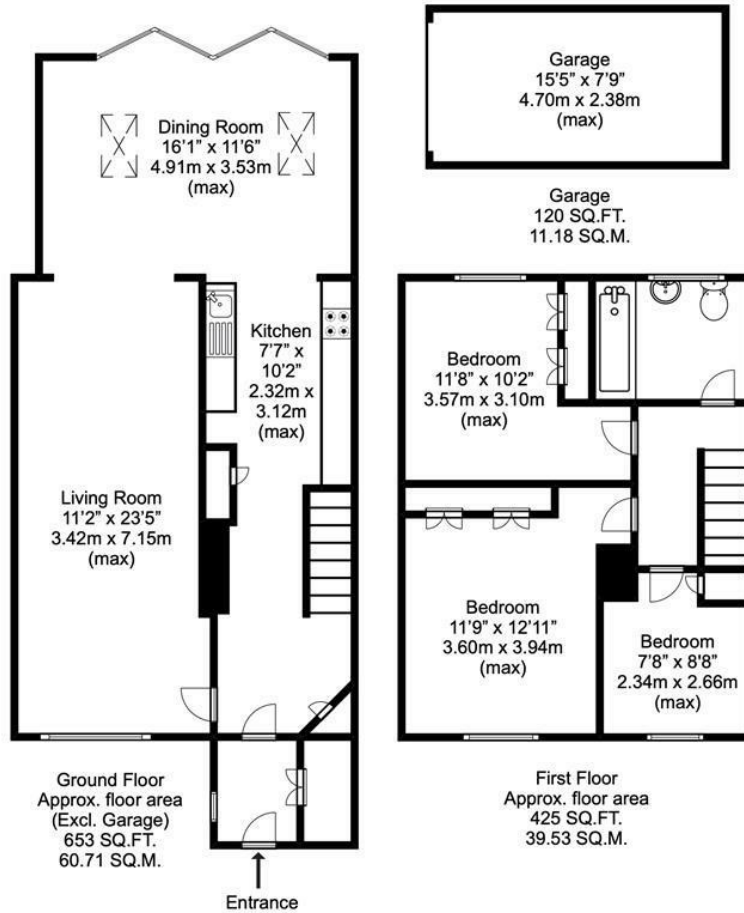 Dining Room
16'1" x 11'6"
4.91m x 3.53m
(max)
Garage
15'5" x 7'9"
4.70m x 2.38m
(max)
Garage
120 SQ.FT.
11.18 SQ.M.
Kitchen
7'7" x
10'2"
2.32m x
3.12m
(max)
Living Room
11'2" x 23'5"
3.42m x 7.15m
(max)
Bedroom
11'8" x 10'2"
3.57m x 3.10m
(max)
Bedroom
11'9" x 12'11"
3.60m x 3.94m
(max)
Bedroom
7'8" x 8'8"
2.34m x 2.66m
(max)
Ground Floor
Approx. floor area
(Excl. Garage)
653 SQ.FT.
60.71 SQ.M.
Entrance
First Floor
Approx. floor area
425 SQ.FT.
39.53 SQ.M.